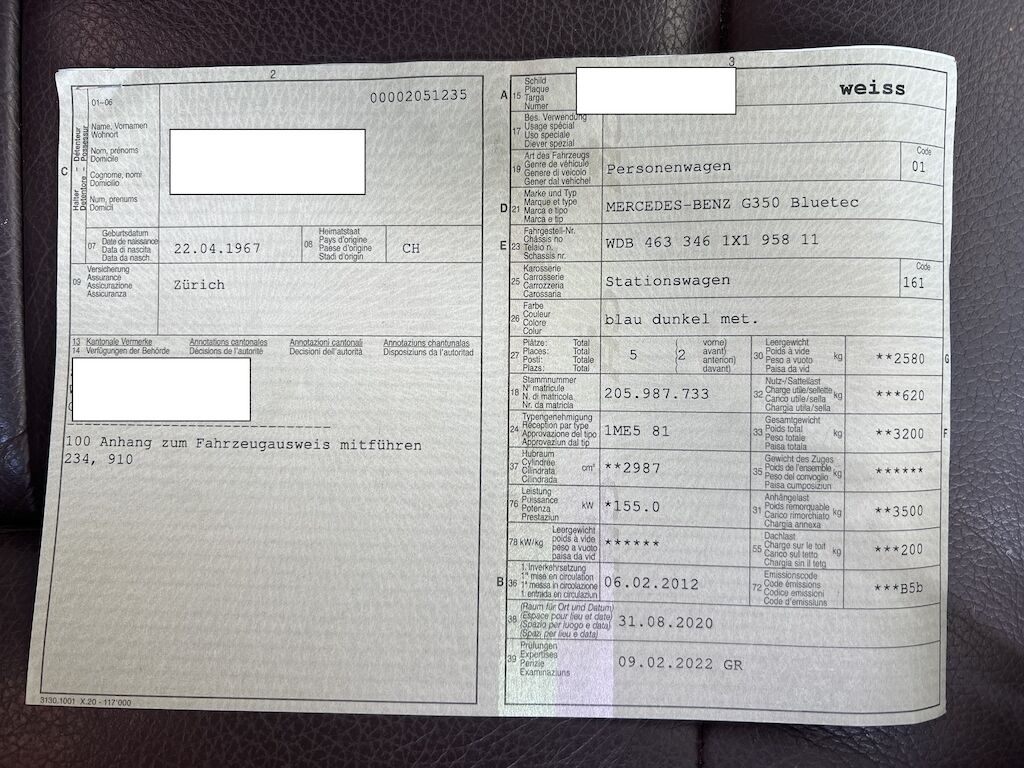 2
00002051235
01–06
Halter – Détenteur
Detentore – Possessur
C
Name, Vornamen
Wohnort
Nom, prénoms
Domicile
Cognome, nomi
Domicilio
Num, prenums
Domicil
07
Geburtsdatum
Date de naissance
Data di nascita
Data da nasch.
22.04.1967
08
Heimatstaat
Pays d'origine
Paese d'origine
Stadi d'origin
CH
09
Versicherung
Assurance
Assicurazione
Assicuranza
Zürich
13 Kantonale Vermerke Annotations cantonales Annotazioni cantonali Annotaziuns chantunalas
14 Verfügungen der Behörde Décisions de l'autorité Decisioni dell'autorità Disposiziuns da l'autoritad
100 Anhang zum Fahrzeugausweis mitführen
234, 910
3130.1001 X.20 - 117'000
3
A 15
Schild
Plaque
Targa
Numer
weiss
17
Bes. Verwendung
Usage spécial
Uso speciale
Diever spezial
19
Art des Fahrzeugs
Genre de véhicule
Genere di veicolo
Gener dal vehichel
Personenwagen
Code
01
D 21
Marke und Typ
Marque et type
Marca e tipo
Marca e tip
MERCEDES-BENZ G350 Bluetec
E 23
Fahrgestell-Nr.
Châssis no
Telaio n.
Schassis nr.
WDB 463 346 1X1 958 11
25
Karosserie
Carrosserie
Carrozzeria
Carossaria
Stationswagen
Code
161
26
Farbe
Couleur
Colore
Colur
blau dunkel met.
27
Plätze: Total
Places: Total
Posti: Totale
Plazs: Total
5
(2
vorne)
avant)
anteriori)
davant)
30
Leergewicht
Poids à vide
Peso a vuoto
Paisa da vid
kg
**2580
G
18
Stammnummer
N° matricule
N. di matricola
Nr. da matricla
205.987.733
32
Nutz-/Sattellast
Charge utile/sellette
Carico utile/sella
Chargia utila/sella
kg
***620
24
Typengenehmigung
Réception par type
Approvazione del tipo
Approvaziun dal tip
1ME5 81
33
Gesamtgewicht
Poids total
Peso totale
Paisa totala
kg
**3200
F
37
Hubraum
Cylindrée
Cilindrata
Cilindrada
cm³
**2987
35
Gewicht des Zuges
Poids de l'ensemble
Peso del convoglio
Paisa cumposiziun
kg
******
76
Leistung
Puissance
Potenza
Prestaziun
kW
*155.0
31
Anhängelast
Poids remorquable
Carico rimorchiato
Chargia annexa
kg
**3500
78 kW/kg
Leergewicht
poids à vide
peso a vuoto
paisa da vid
******
55
Dachlast
Charge sur le toit
Carico sul tetto
Chargia sin il tetg
kg
***200
B 36
1. Inverkehrsetzung
1re mise en circulation
1a messa in circolazione
1. entrada en circulaziun
06.02.2012
72
Emissionscode
Code émissions
Codice emissioni
Code d'emissiuns
***B5b
38
(Raum für Ort und Datum)
(Espace pour lieu et date)
(Spazio per luogo e data)
(Spazi per lieu e data)
31.08.2020
39
Prüfungen
Expertises
Perizie
Examinaziuns
09.02.2022 GR